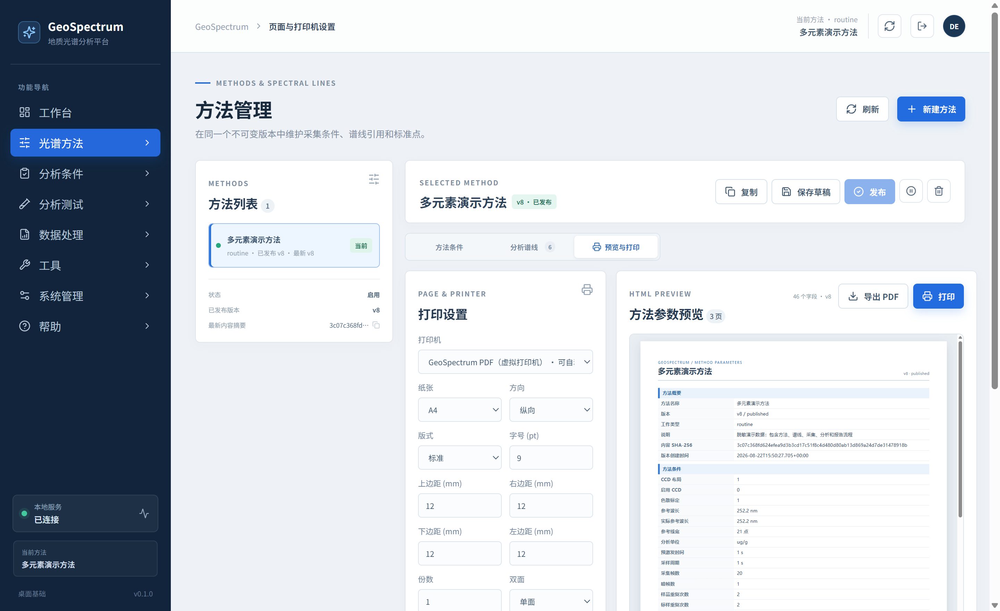 GeoSpectrum
地质光谱分析平台
功能导航
工作台
光谱方法
分析条件
分析测试
数据处理
工具
系统管理
帮助
本地服务
已连接
当前方法
多元素演示方法
桌面基础 v0.1.0
GeoSpectrum > 页面与打印机设置
当前方法 • routine
多元素演示方法
DE
METHODS & SPECTRAL LINES
方法管理
在同一个不可变版本中维护采集条件、谱线引用和标准点。
刷新
新建方法
METHODS
方法列表 1
多元素演示方法
routine • 已发布 v8 • 最新 v8
当前
状态 启用
已发布版本 v8
最新内容摘要 3c07c368fd…
SELECTED METHOD
多元素演示方法 v8 • 已发布
复制
保存草稿
发布
方法条件
分析谱线 6
预览与打印
PAGE & PRINTER
打印设置
打印机
GeoSpectrum PDF（虚拟打印机） • 可自
纸张 方向
A4 纵向
版式 字号 (pt)
标准 9
上边距 (mm) 右边距 (mm)
12 12
下边距 (mm) 左边距 (mm)
12 12
份数 双面
1 单面
HTML PREVIEW
方法参数预览 3 页
46 个字段 • v8
导出 PDF
打印
GEOSPECTRUM / METHOD PARAMETERS
多元素演示方法
v8 · published
方法概要
方法名称 多元素演示方法
版本 v8 / published
工作类型 routine
说明 脱敏演示数据：包含方法、谱线、采集、分析和报告流程
内容 SHA-256 3c07c368fd624efea9d3b3cd17c51f8c4d480d80ab13d869a24d7de31478918b
版本创建时间 2026-08-22T15:50:27.705+00:00
方法条件
CCD 布局 1
启用 CCD 0
色散标定 1
参考波长 252.2 nm
实际参考波长 252.2 nm
参考线宽 21 点
分析单位 ug/g
预激发时间 1 s
采样周期 1 s
采集帧数 20
暗帧数 1
样品重复次数 2
标样重复次数 2